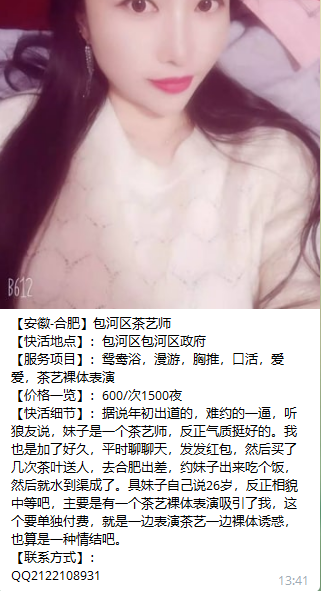 B612
【安徽-合肥】包河区茶艺师
【快活地点】：包河区包河区政府
【服务项目】：鸳鸯浴，漫游，胸推，口活，爱
爱，茶艺裸体表演
【价格一览】：600/次1500夜
【快活细节】：据说年初出道的，难约的一逼，听
狼友说，妹子是一个茶艺师，反正气质挺好的。我
也是加了好久，平时聊聊天，发发红包，然后买了
几次茶叶送人，去合肥出差，约妹子出来吃个饭，
然后就水到渠成了。具妹子自己说26岁，反正相貌
中等吧，主要是有一个茶艺裸体表演吸引了我，这
个要单独付费，就是一边表演茶艺一边裸体诱惑，
也算是一种情结吧。
【联系方式】：
QQ2122108931
13:41